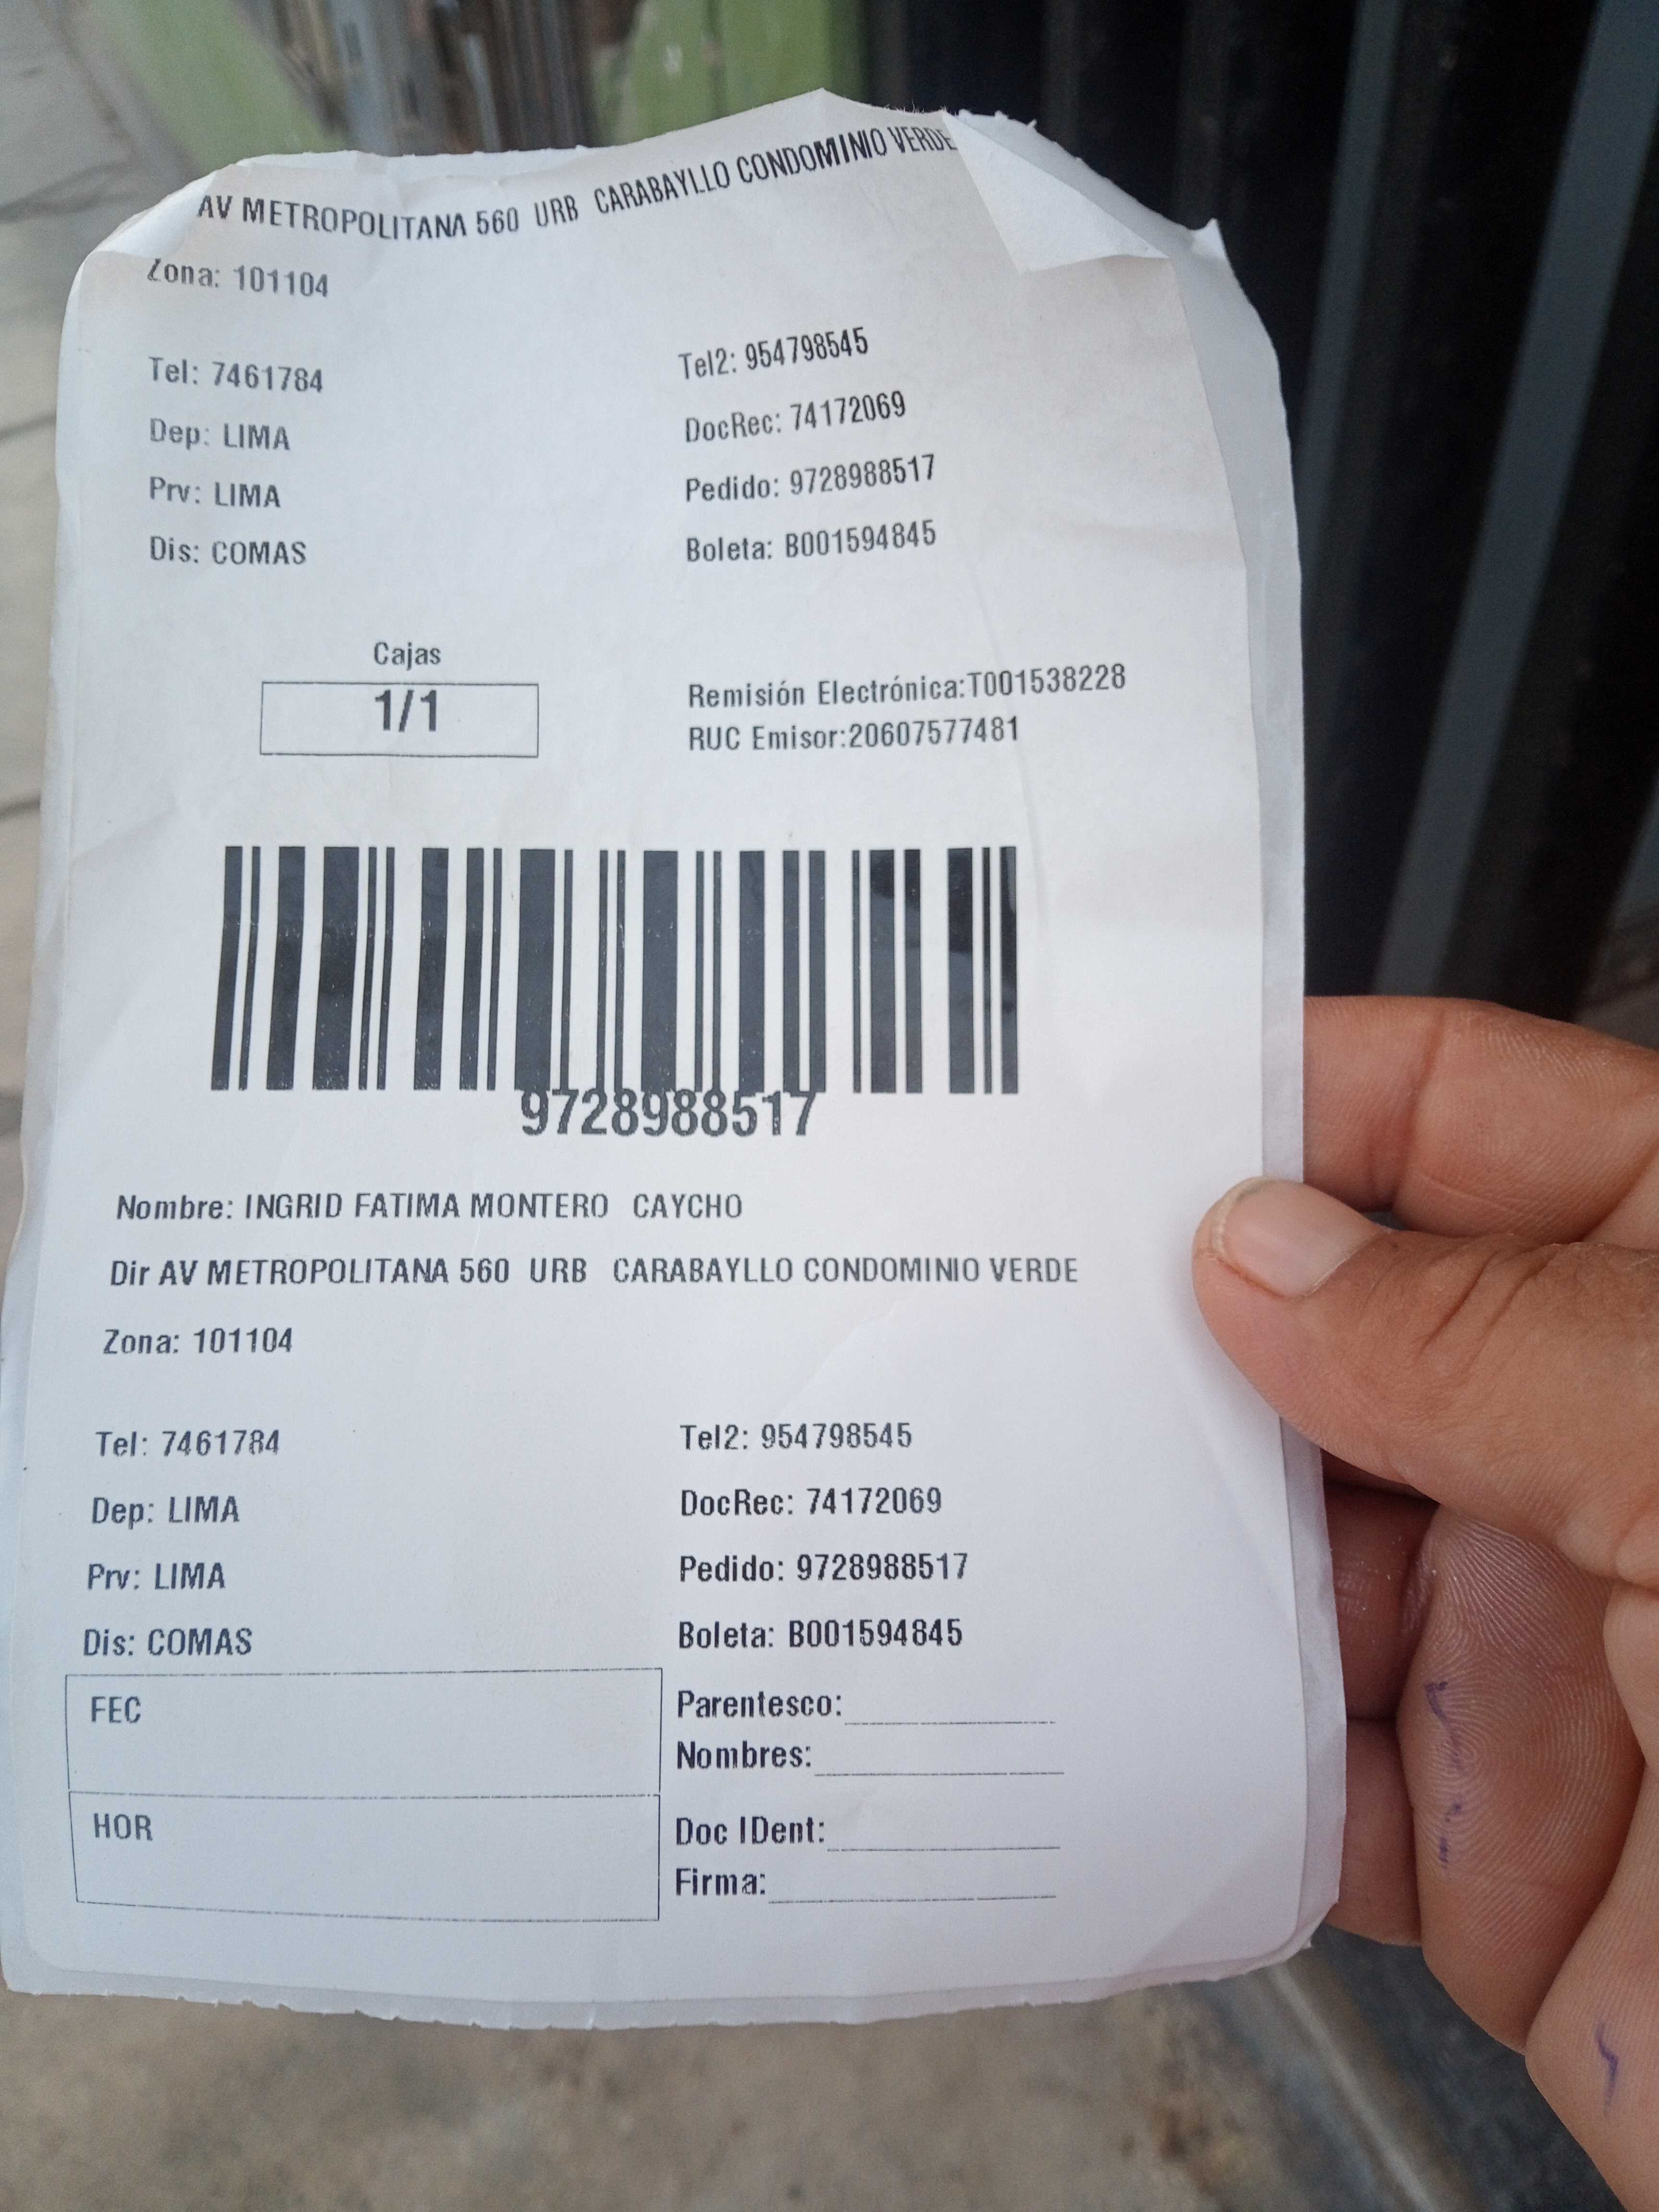 AV METROPOLITANA 560 URB CARABAYLLO CONDOMINIO VERDE
Zona: 101104
Tel: 7461784 Tel2: 954798545
Dep: LIMA DocRec: 74172069
Prv: LIMA Pedido: 9728988517
Dis: COMAS Boleta: B001594845
Cajas
1/1
Remisión Electrónica:T001538228
RUC Emisor:20607577481
9728988517
Nombre: INGRID FATIMA MONTERO CAYCHO
Dir AV METROPOLITANA 560 URB CARABAYLLO CONDOMINIO VERDE
Zona: 101104
Tel: 7461784 Tel2: 954798545
Dep: LIMA DocRec: 74172069
Prv: LIMA Pedido: 9728988517
Dis: COMAS Boleta: B001594845
FEC
Parentesco:
Nombres:
HOR
Doc IDent:
Firma: